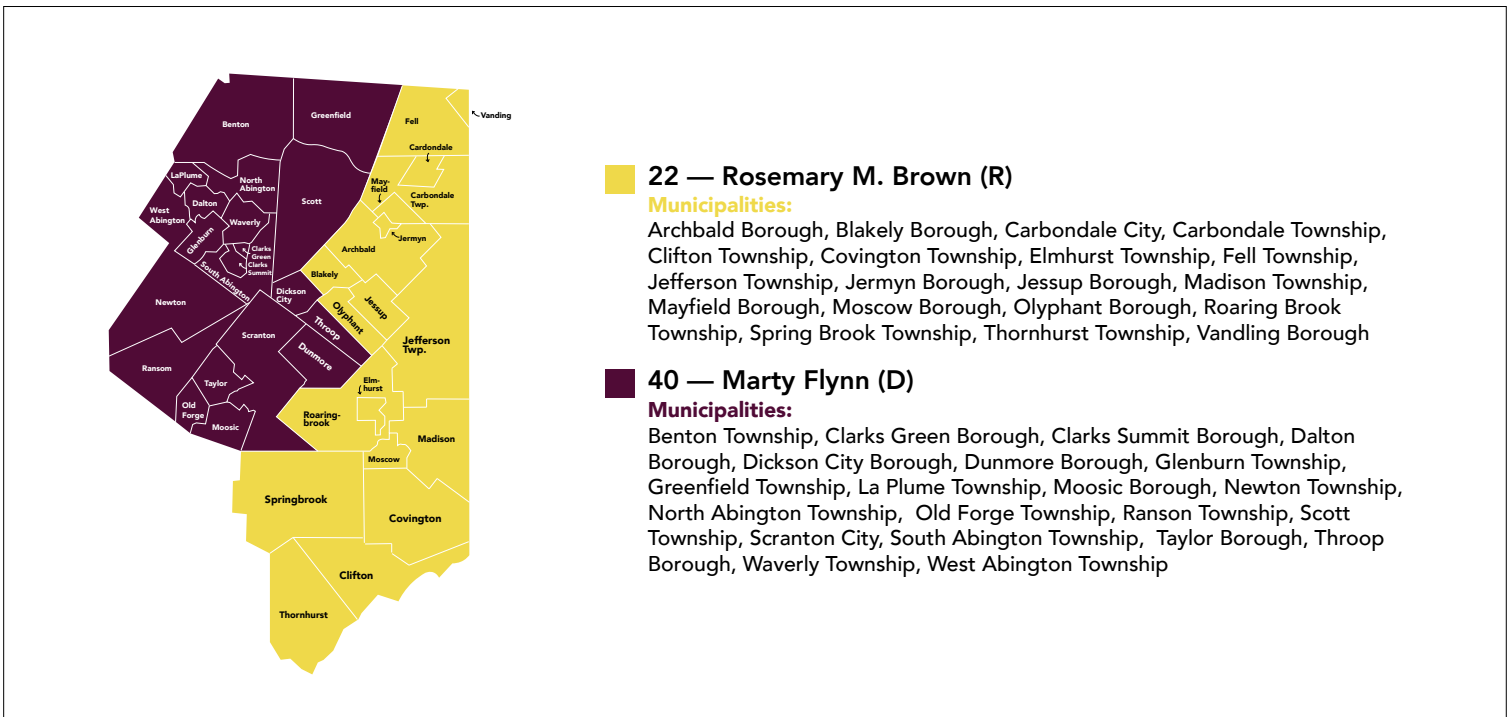 Benton
Greenfield
Fell
Vanding
Cardondale
LaPlume
North
Abington
May-
field
Carbondale
Twp.
Dalton
Scott
West
Abington
Waverly
Glenburn
Jermyn
Clarks
Green
Clarks
Summit
Archbald
South Abington
Blakely
Dickson
City
Newton
Jessup
Olyphant
Throop
Scranton
Jefferson
Twp.
Dunmore
Ransom
Taylor
Elm-
hurst
Old
Forge
Roaring-
brook
Moosic
Madison
Moscow
Springbrook
Covington
Clifton
Thornhurst
22 — Rosemary M. Brown (R)
Municipalities:
Archbald Borough, Blakely Borough, Carbondale City, Carbondale Township,
Clifton Township, Covington Township, Elmhurst Township, Fell Township,
Jefferson Township, Jermyn Borough, Jessup Borough, Madison Township,
Mayfield Borough, Moscow Borough, Olyphant Borough, Roaring Brook
Township, Spring Brook Township, Thornhurst Township, Vandling Borough
40 — Marty Flynn (D)
Municipalities:
Benton Township, Clarks Green Borough, Clarks Summit Borough, Dalton
Borough, Dickson City Borough, Dunmore Borough, Glenburn Township,
Greenfield Township, La Plume Township, Moosic Borough, Newton Township,
North Abington Township,  Old Forge Township, Ranson Township, Scott
Township, Scranton City, South Abington Township,  Taylor Borough, Throop
Borough, Waverly Township, West Abington Township